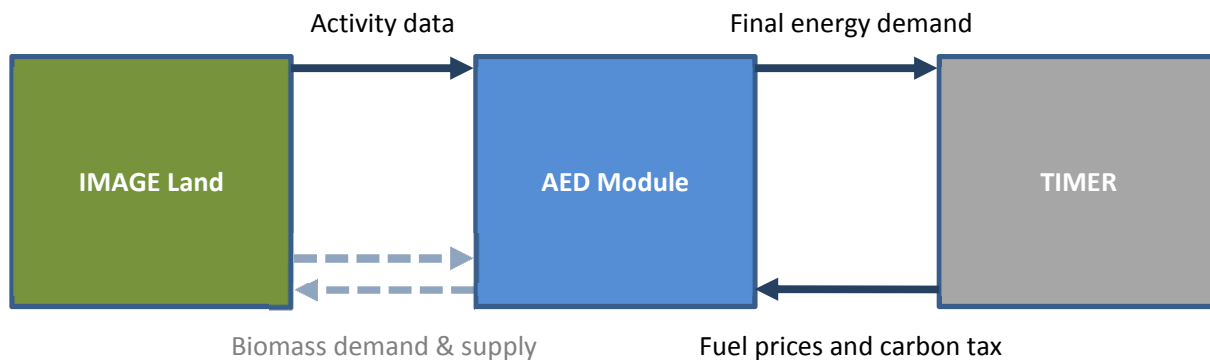 Activity data
Final energy demand
IMAGE Land
AED Module
TIMER
Biomass demand & supply
Fuel prices and carbon tax